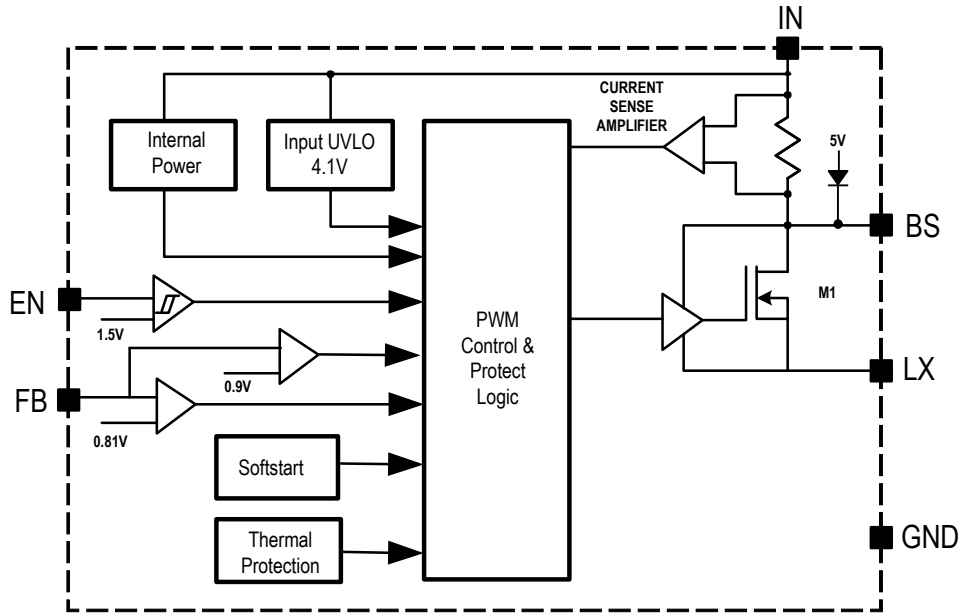 IN
CURRENT
SENSE
AMPLIFIER
5V
Internal
Power
Input UVLO
4.1V
BS
M1
EN
1.5V
PWM
Control &
Protect
Logic
0.9V
LX
FB
0.81V
Softstart
Thermal
Protection
GND